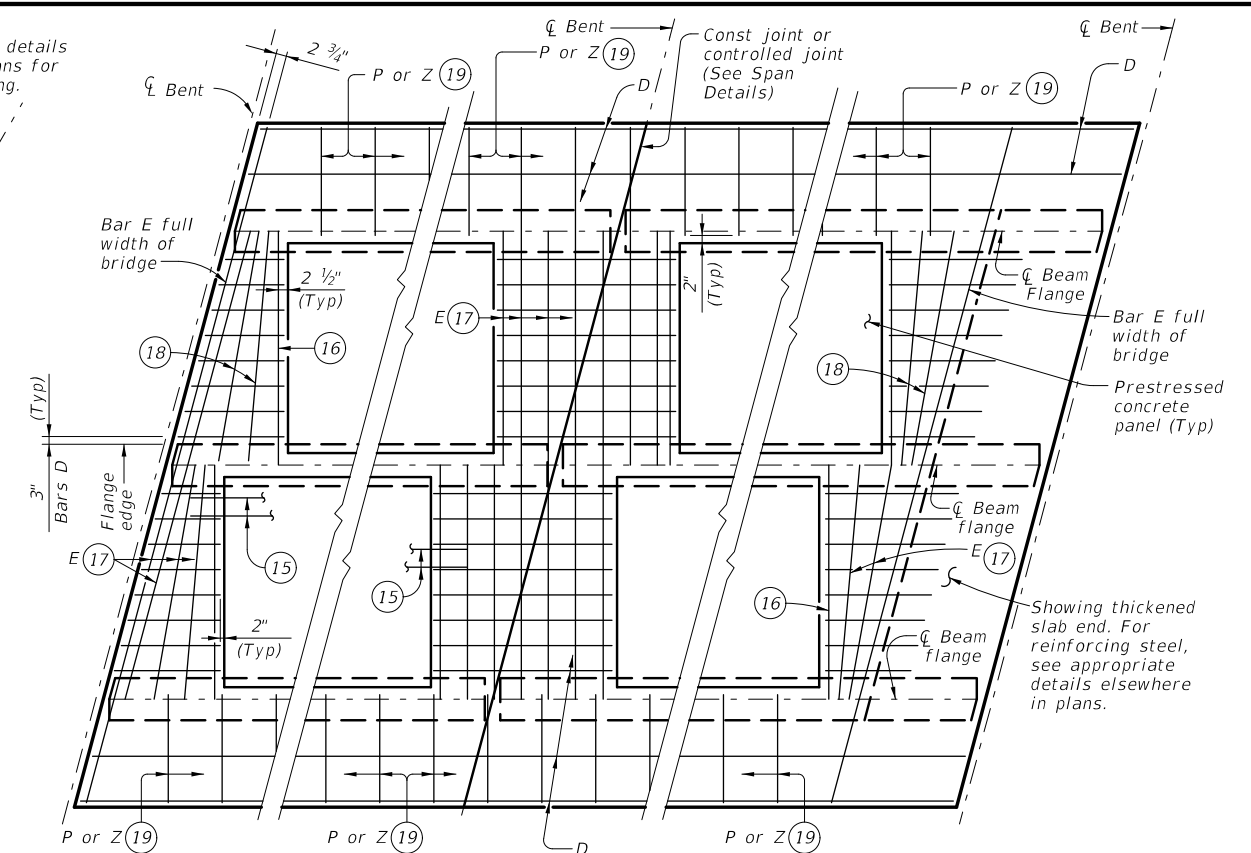 details
ns for
ng.
2 ¾"
℄ Bent
P or Z 19
℄ Bent
P or Z 19
D
Const joint or
controlled joint
(See Span
Details)
℄ Bent
D
P or Z 19
Bar E full
width of
bridge
2 ½"
(Typ)
2"
(Typ)
℄ Beam
Flange
E 17
16
18
18
Bar E full
width of
bridge
Prestressed
concrete
panel (Typ)
(Typ)
3"
Bars D
Flange
edge
℄ Beam
flange
E 17
15
15
E 17
16
2"
(Typ)
℄ Beam
flange
Showing thickened
slab end. For
reinforcing steel,
see appropriate
details elsewhere
in plans.
P or Z 19
P or Z 19
D
P or Z 19